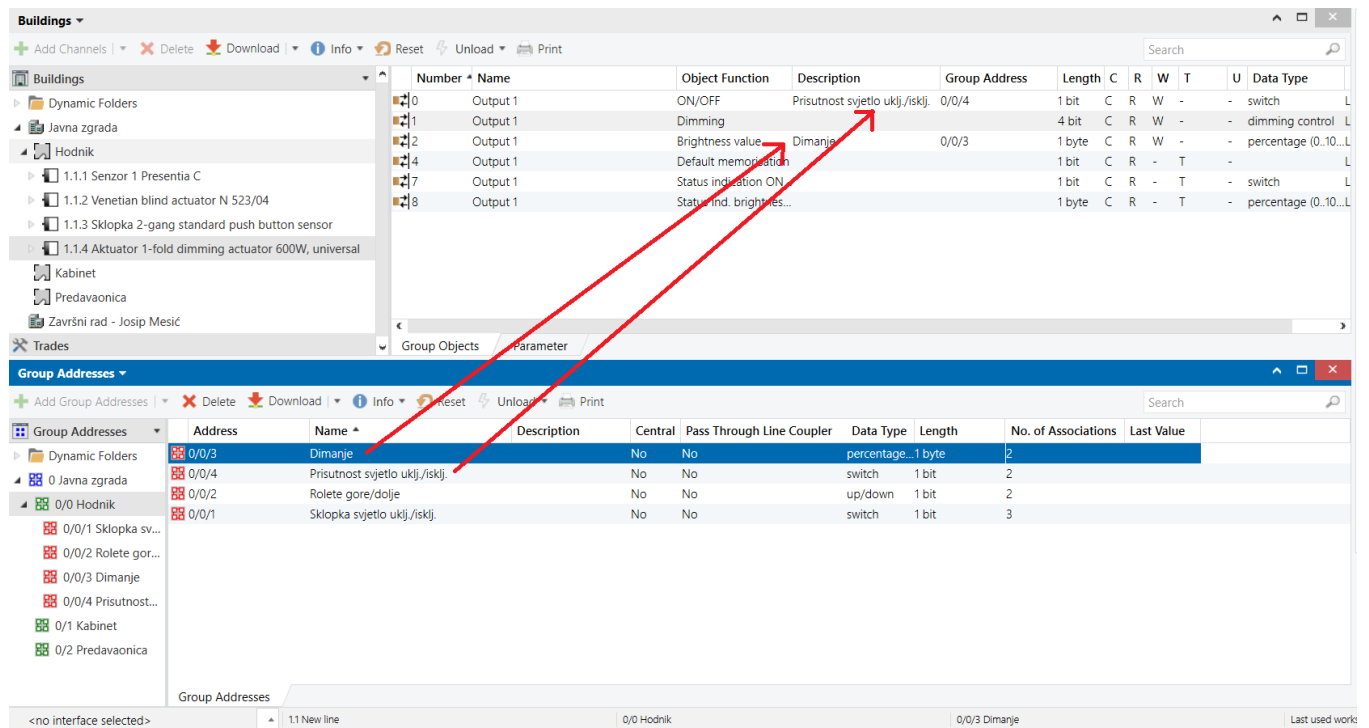 Buildings
Add Channels Delete Download Info Reset Unload Print Search
Buildings
Dynamic Folders
Javna zgrada
Hodnik
1.1.1 Senzor 1 Presentia C
1.1.2 Venetian blind actuator N 523/04
1.1.3 Sklopka 2-gang standard push button sensor
1.1.4 Aktuator 1-fold dimming actuator 600W, universal
Kabinet
Predavaonica
Završni rad - Josip Mesić
Trades
Number Name Object Function Description Group Address Length C R W T U Data Type
0 Output 1 ON/OFF Prisutnost svjetlo uklj./isklj. 0/0/4 1 bit C R W - - switch L
1 Output 1 Dimming 4 bit C R W - - dimming control L
2 Output 1 Brightness value Dimanje 0/0/3 1 byte C R W - - percentage (0..10... L
4 Output 1 Default memorisation 1 bit C R - T - L
7 Output 1 Status indication ON... 1 bit C R - T - switch L
8 Output 1 Status ind. brightnes... 1 byte C R - T - percentage (0..10... L
Group Objects Parameter
Group Addresses
Add Group Addresses Delete Download Info Reset Unload Print Search
Group Addresses
Dynamic Folders
0 Javna zgrada
0/0 Hodnik
0/0/1 Sklopka sv...
0/0/2 Rolete gor...
0/0/3 Dimanje
0/0/4 Prisutnost...
0/1 Kabinet
0/2 Predavaonica
Address Name Description Central Pass Through Line Coupler Data Type Length No. of Associations Last Value
0/0/3 Dimanje No No percentage... 1 byte 2
0/0/4 Prisutnost svjetlo uklj./isklj. No No switch 1 bit 2
0/0/2 Rolete gore/dolje No No up/down 1 bit 2
0/0/1 Sklopka svjetlo uklj./isklj. No No switch 1 bit 3
Group Addresses
<no interface selected> 1.1 New line 0/0 Hodnik 0/0/3 Dimanje Last used works